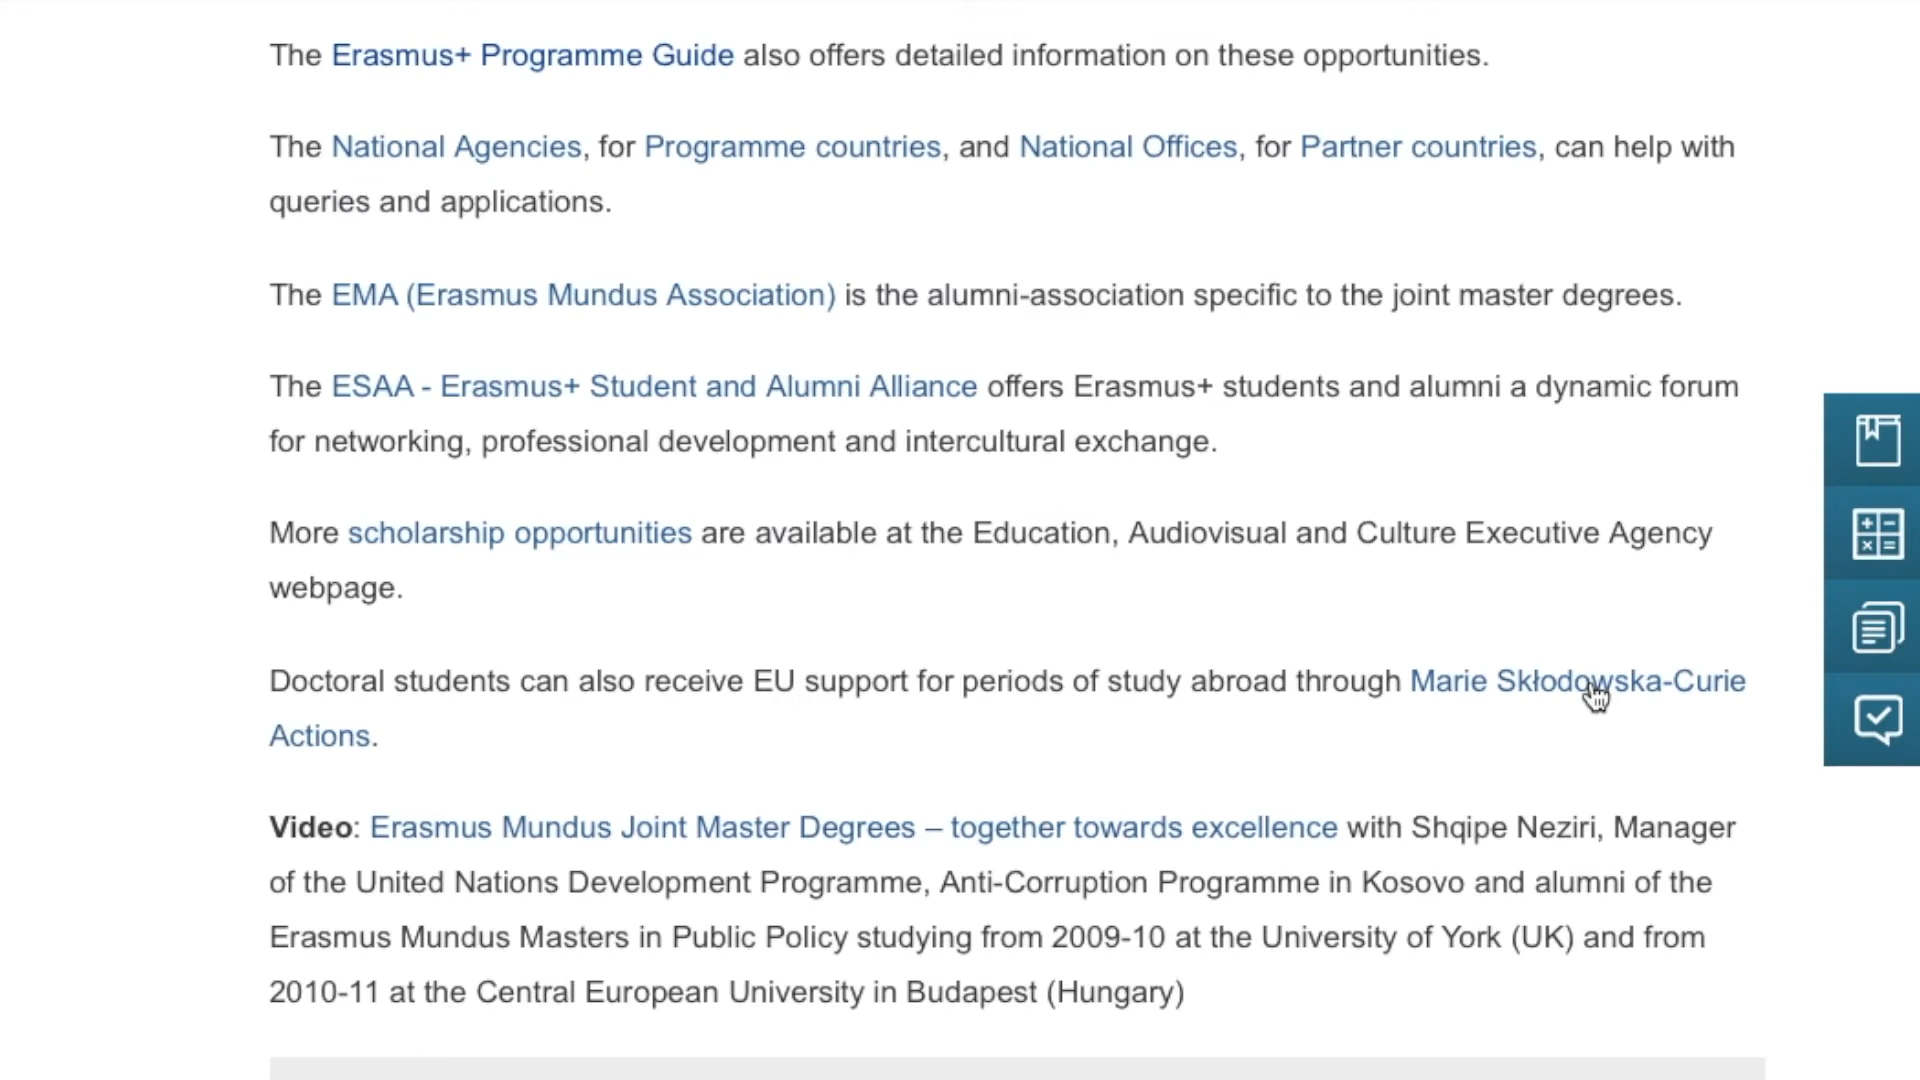 The Erasmus+ Programme Guide also offers detailed information on these opportunities.
The National Agencies, for Programme countries, and National Offices, for Partner countries, can help with
queries and applications.
The EMA (Erasmus Mundus Association) is the alumni-association specific to the joint master degrees.
The ESAA - Erasmus+ Student and Alumni Alliance offers Erasmus+ students and alumni a dynamic forum
for networking, professional development and intercultural exchange.
More scholarship opportunities are available at the Education, Audiovisual and Culture Executive Agency
webpage.
Doctoral students can also receive EU support for periods of study abroad through Marie Skłodowska-Curie
Actions.
Video: Erasmus Mundus Joint Master Degrees – together towards excellence with Shqipe Neziri, Manager
of the United Nations Development Programme, Anti-Corruption Programme in Kosovo and alumni of the
Erasmus Mundus Masters in Public Policy studying from 2009-10 at the University of York (UK) and from
2010-11 at the Central European University in Budapest (Hungary)